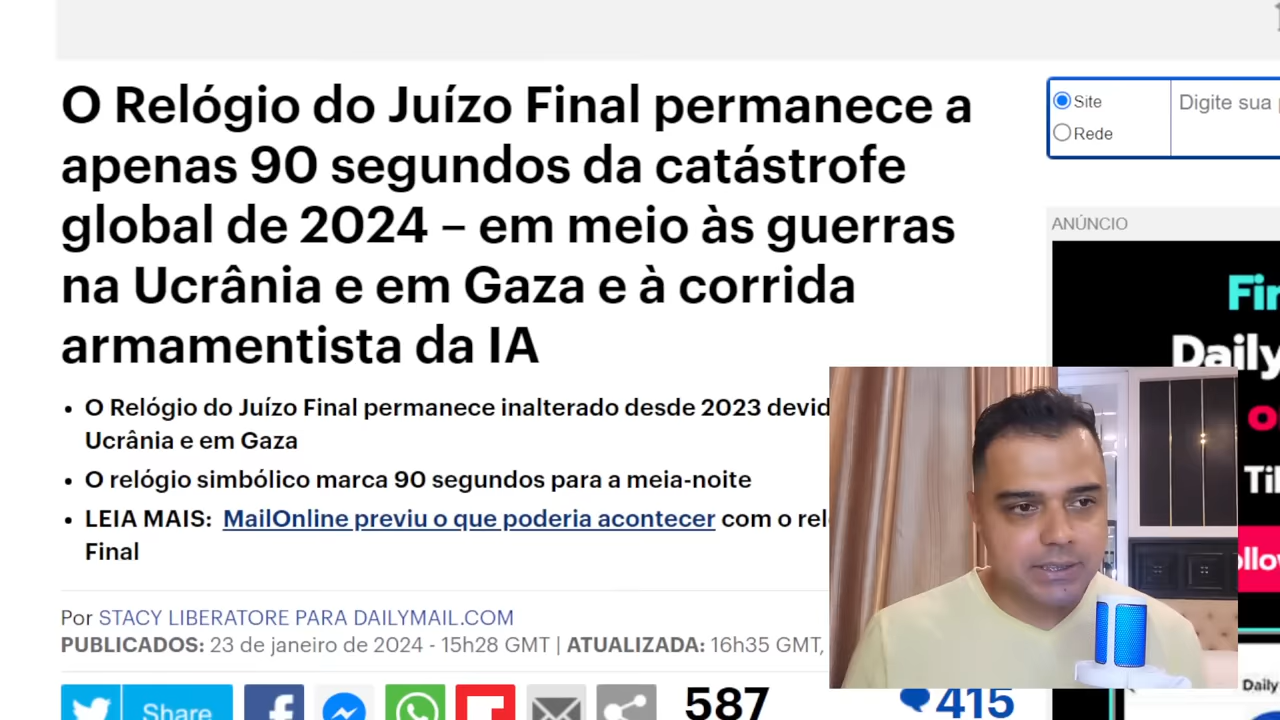 O Relógio do Juízo Final permanece a
apenas 90 segundos da catástrofe
global de 2024 – em meio às guerras
na Ucrânia e em Gaza e à corrida
armamentista da IA
• O Relógio do Juízo Final permanece inalterado desde 2023
Ucrânia e em Gaza
• O relógio simbólico marca 90 segundos para a meia-noite
• LEIA MAIS: MailOnline previu o que poderia acontecer com o
Final
Por STACY LIBERATORE PARA DAILYMAIL.COM
PUBLICADOS: 23 de janeiro de 2024 - 15h28 GMT | ATUALIZADA: 16h35 GMT,
Share
587
415
Site
Rede
Digite sua
ANÚNCIO
Daily
Daily